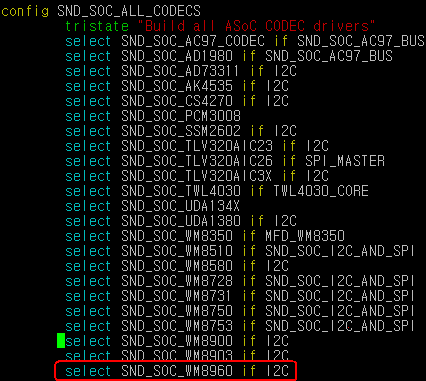 config SND_SOC_ALL_CODECS
tristate "Build all ASoC CODEC drivers"
select SND_SOC_AC97_CODEC if SND_SOC_AC97_BUS
select SND_SOC_AD1980 if SND_SOC_AC97_BUS
select SND_SOC_AD73311 if I2C
select SND_SOC_AK4535 if I2C
select SND_SOC_CS4270 if I2C
select SND_SOC_PCM3008
select SND_SOC_SSM2602 if I2C
select SND_SOC_TLV320AIC23 if I2C
select SND_SOC_TLV320AIC26 if SPI_MASTER
select SND_SOC_TLV320AIC3X if I2C
select SND_SOC_TWL4030 if TWL4030_CORE
select SND_SOC_UDA134X
select SND_SOC_UDA1380 if I2C
select SND_SOC_WM8350 if MFD_WM8350
select SND_SOC_WM8510 if SND_SOC_I2C_AND_SPI
select SND_SOC_WM8580 if I2C
select SND_SOC_WM8728 if SND_SOC_I2C_AND_SPI
select SND_SOC_WM8731 if SND_SOC_I2C_AND_SPI
select SND_SOC_WM8750 if SND_SOC_I2C_AND_SPI
select SND_SOC_WM8753 if SND_SOC_I2C_AND_SPI
select SND_SOC_WM8900 if I2C
select SND_SOC_WM8903 if I2C
select SND_SOC_WM8960 if I2C